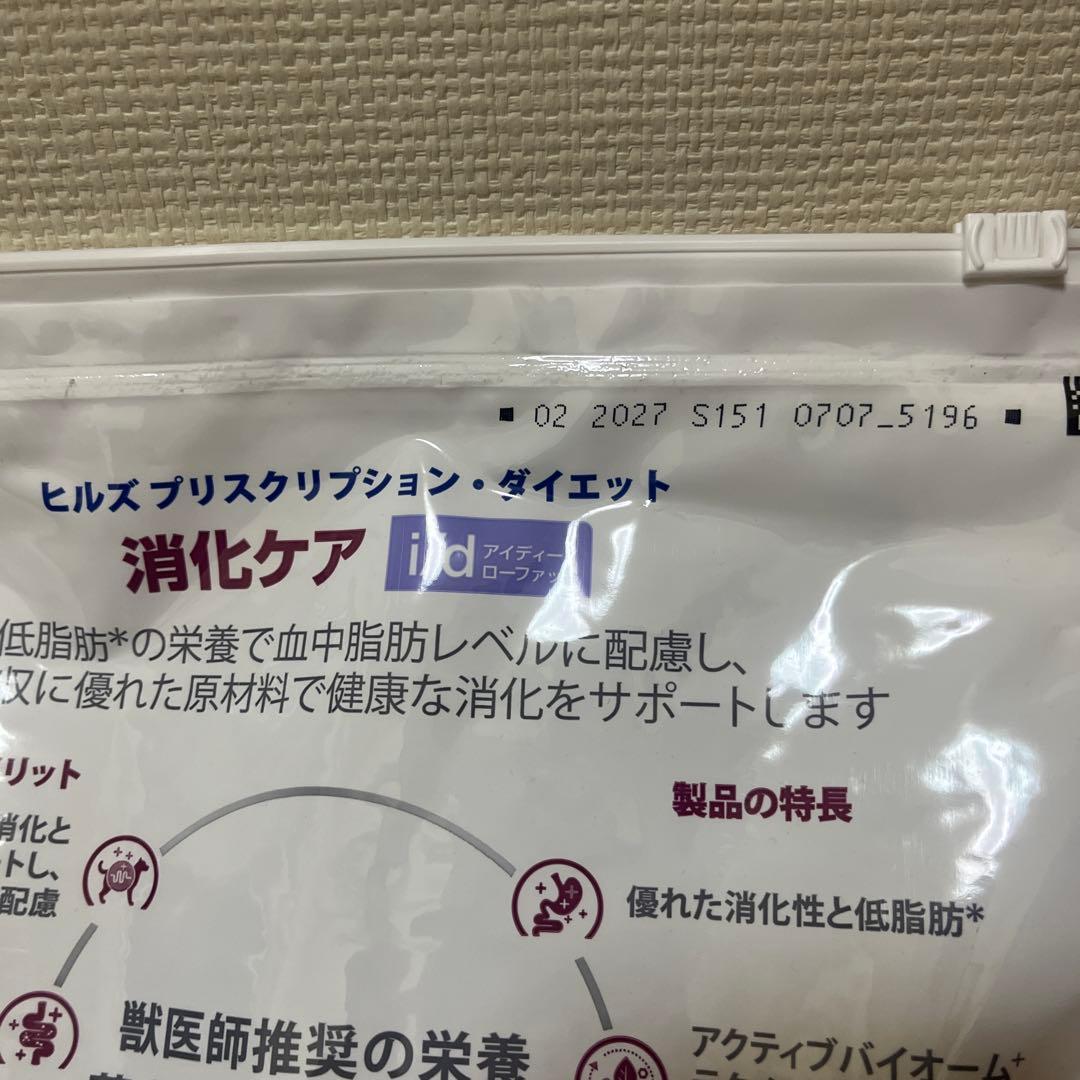 02 2027 S151 0707_5196
ヒルズ プリスクリプション・ダイエット
消化ケア i/d アイディー
ローファッ
低脂肪*の栄養で血中脂肪レベルに配慮し、
収に優れた原材料で健康な消化をサポートします
リット
製品の特長
消化と
ートし、
配慮
優れた消化性と低脂肪*
獣医師推奨の栄養
アクティブバイオーム+